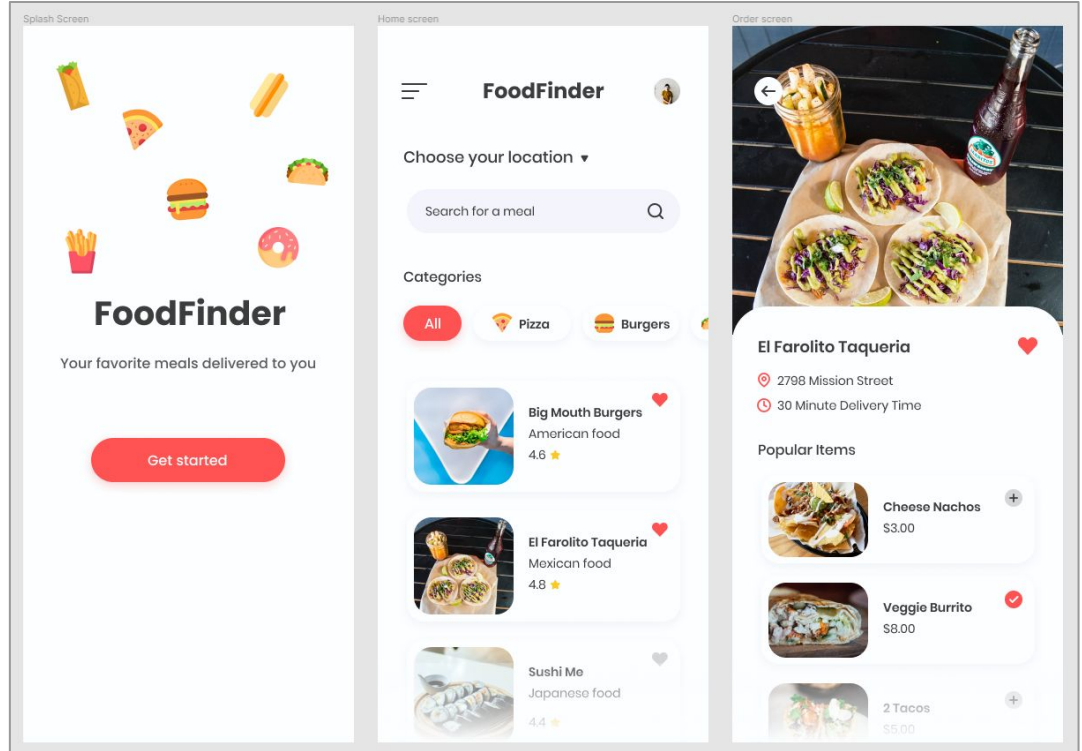 Splash Screen
FoodFinder
Your favorite meals delivered to you
Get started
Home screen
FoodFinder
Choose your location ▾
Search for a meal
Categories
All
Pizza
Burgers
Big Mouth Burgers
American food
4.6
El Farolito Taqueria
Mexican food
4.8
Sushi Me
Japanese food
4.4
Order screen
El Farolito Taqueria
2798 Mission Street
30 Minute Delivery Time
Popular Items
Cheese Nachos
$3.00
Veggie Burrito
$8.00
2 Tacos
$5.00